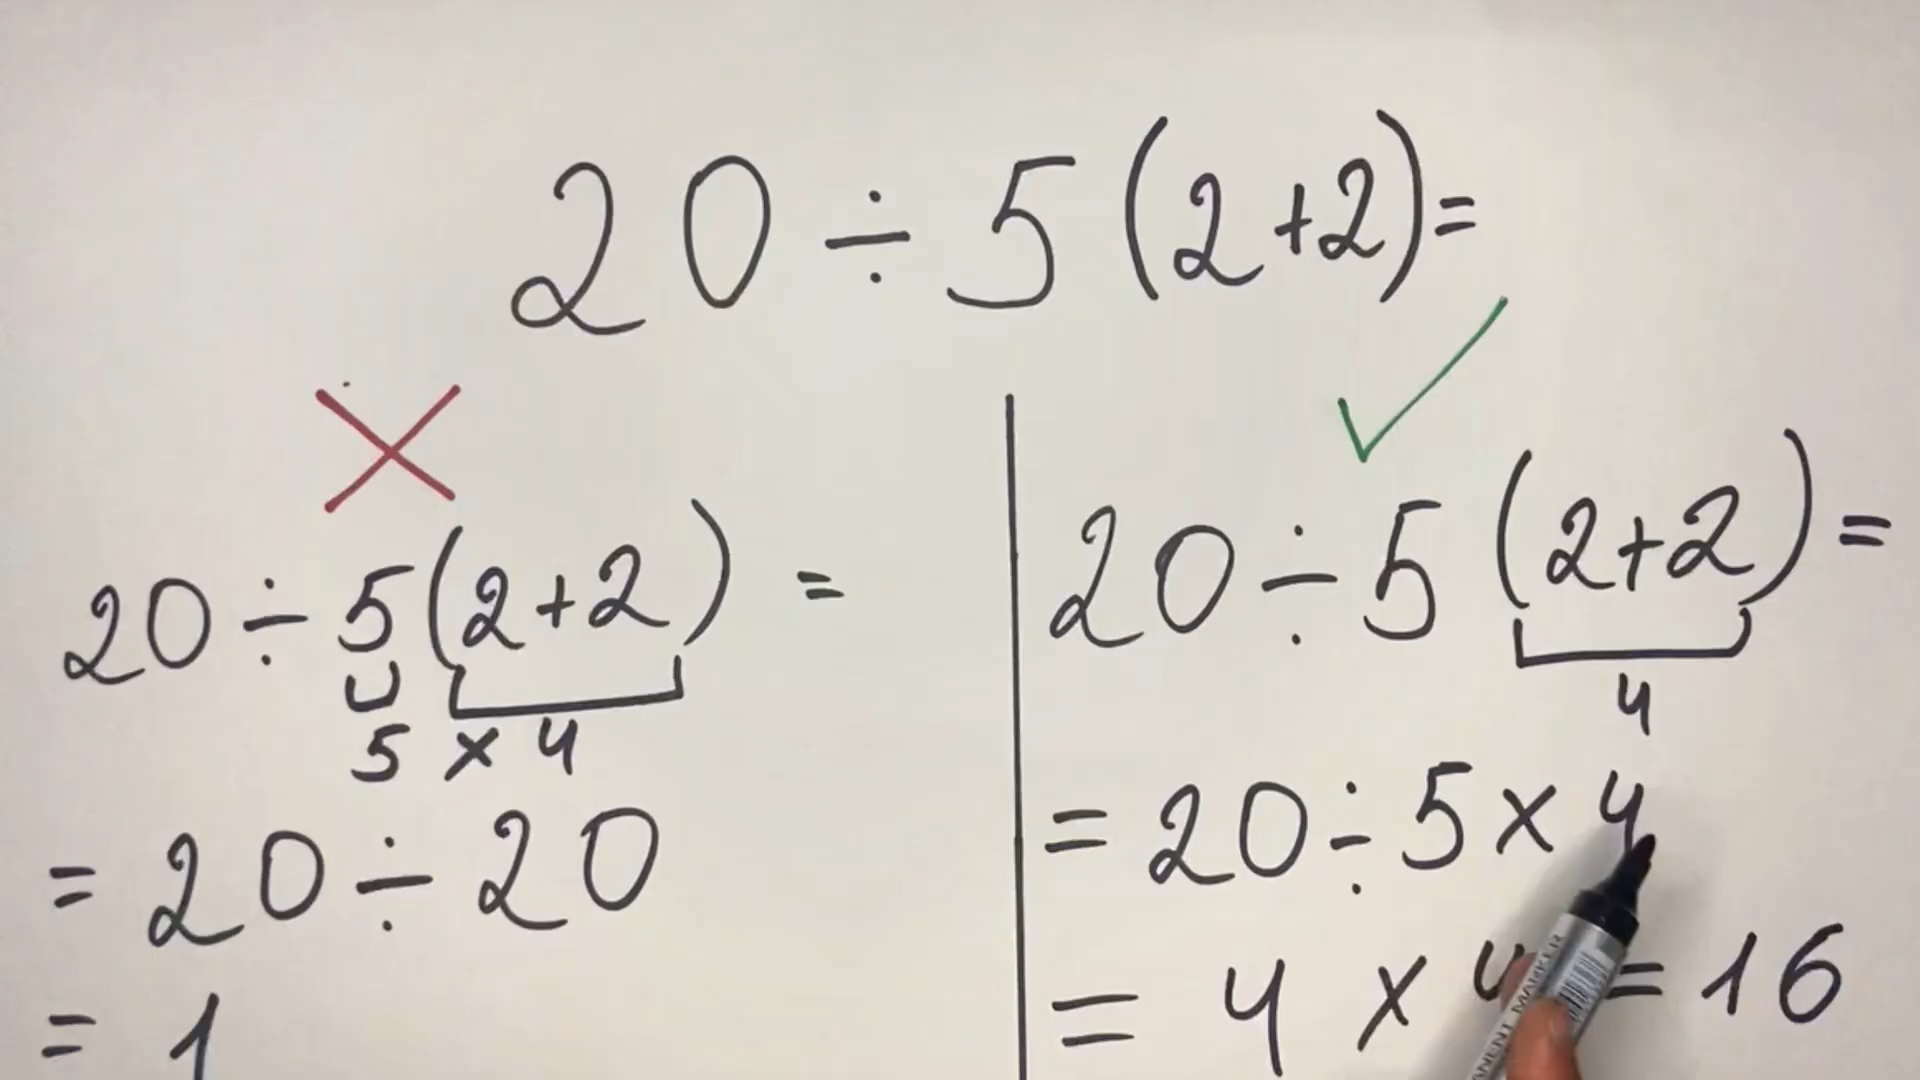 20 ÷ 5 (2+2) =
20 ÷ 5 (2+2) =
5 x 4
= 20 ÷ 20
= 1
20 ÷ 5 (2+2) =
4
= 20 ÷ 5 x 4
= 4 x 4 = 16
MARKER